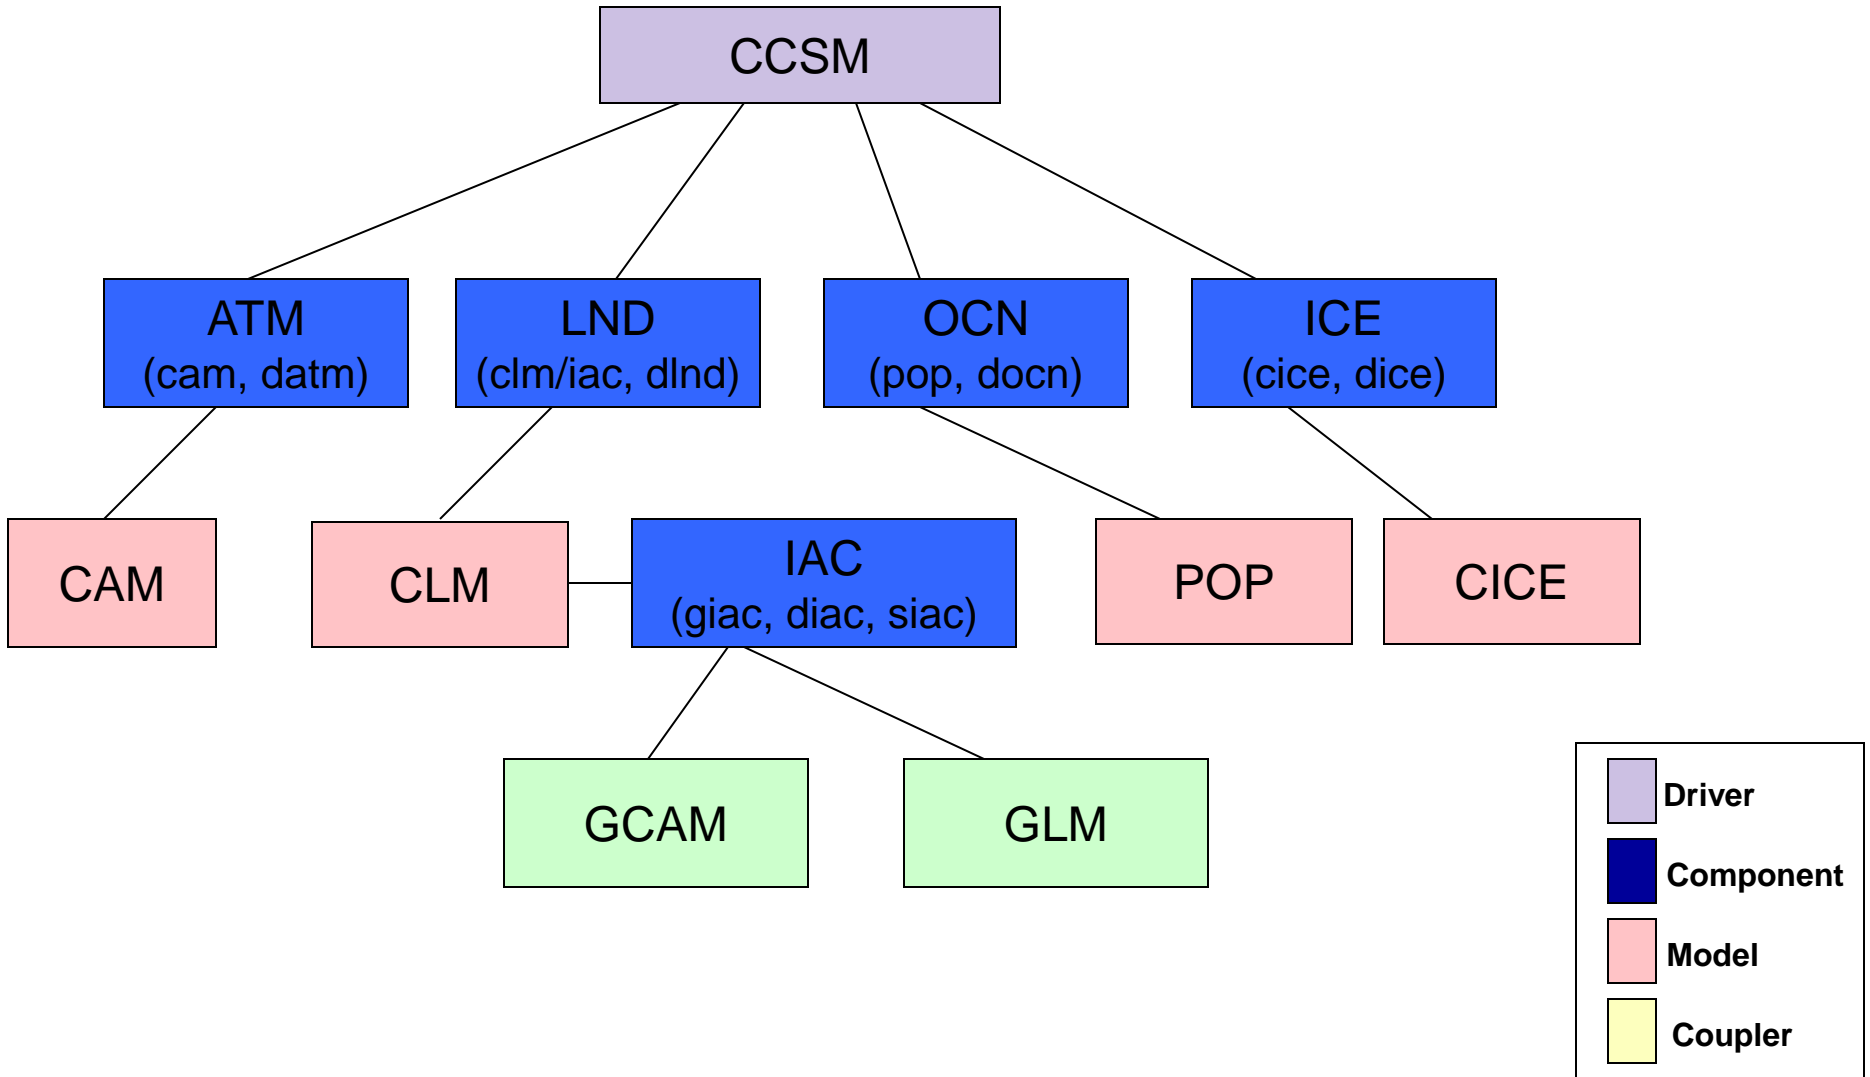 CCSM
ATM
(cam, datm)
LND
(clm/iac, dlnd)
OCN
(pop, docn)
ICE
(cice, dice)
CAM
CLM
IAC
(giac, diac, siac)
POP
CICE
GCAM
GLM
Driver
Component
Model
Coupler